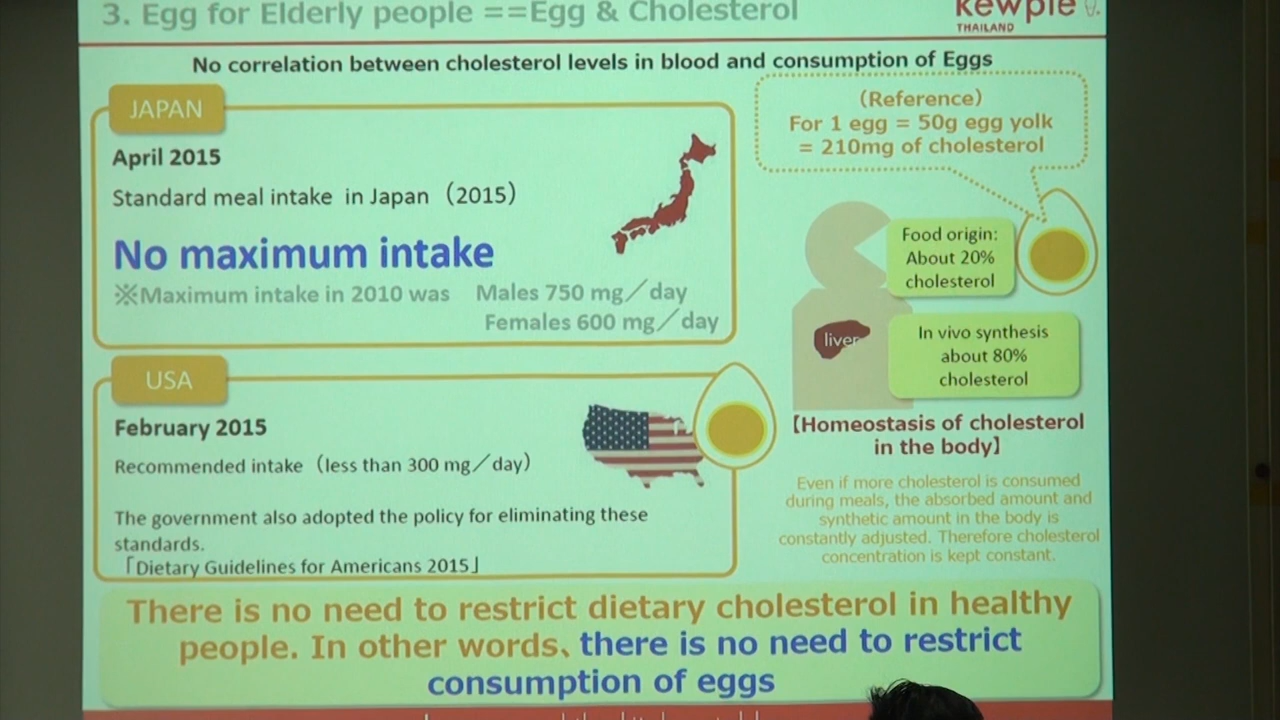 3. Egg for Elderly people ==Egg & Cholesterol
kewpie
THAILAND
No correlation between cholesterol levels in blood and consumption of Eggs
JAPAN
April 2015
Standard meal intake in Japan（2015）
No maximum intake
※Maximum intake in 2010 was Males 750 mg／day
Females 600 mg／day
(Reference)
For 1 egg = 50g egg yolk
= 210mg of cholesterol
Food origin:
About 20%
cholesterol
liver
In vivo synthesis
about 80%
cholesterol
【Homeostasis of cholesterol
in the body】
Even if more cholesterol is consumed
during meals, the absorbed amount and
synthetic amount in the body is
constantly adjusted. Therefore cholesterol
concentration is kept constant.
USA
February 2015
Recommended intake（less than 300 mg／day）
The government also adopted the policy for eliminating these
standards.
「Dietary Guidelines for Americans 2015」
There is no need to restrict dietary cholesterol in healthy
people. In other words、there is no need to restrict
consumption of eggs